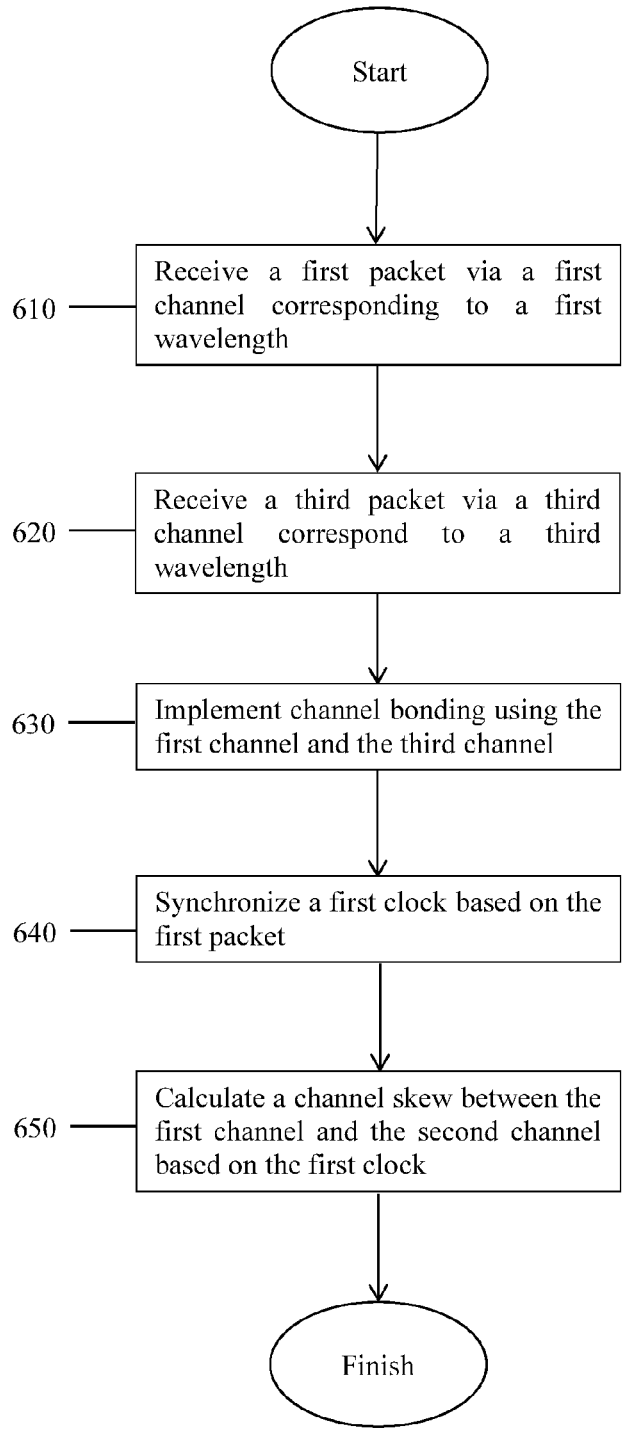 Start
610
Receive a first packet via a first
channel corresponding to a first
wavelength
620
Receive a third packet via a third
channel correspond to a third
wavelength
630
Implement channel bonding using the
first channel and the third channel
640
Synchronize a first clock based on the
first packet
650
Calculate a channel skew between the
first channel and the second channel
based on the first clock
Finish